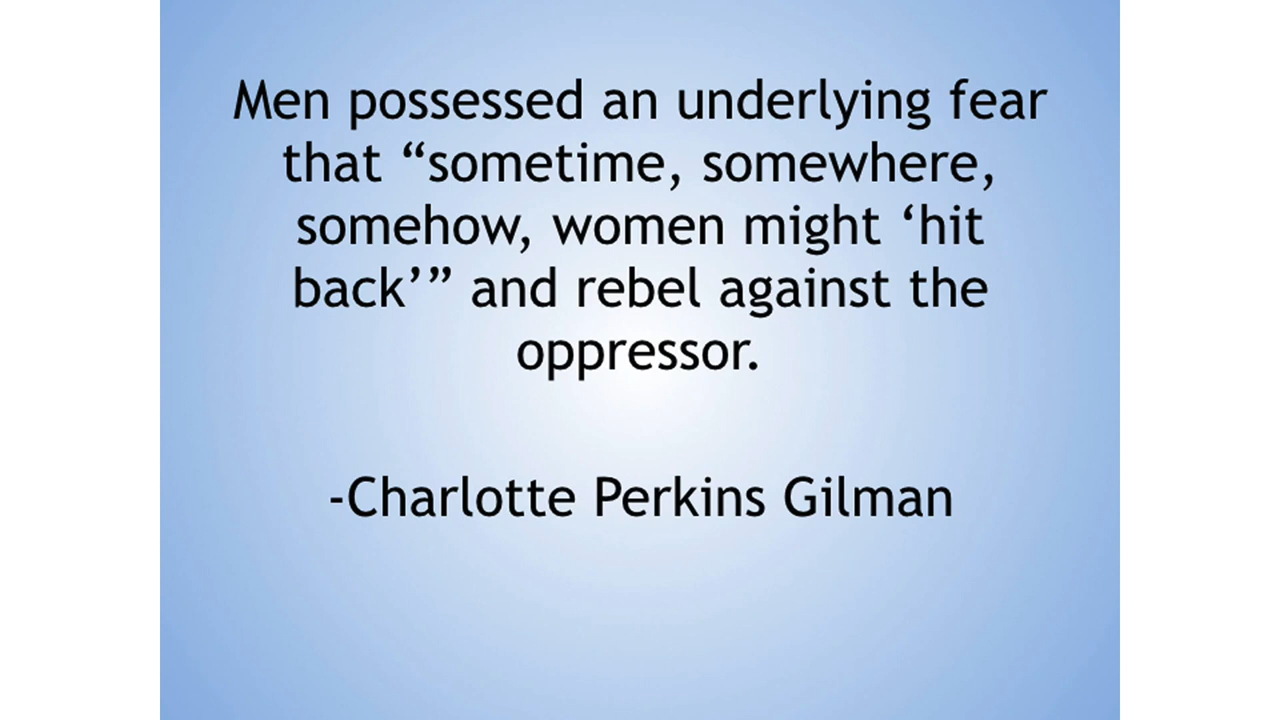 Men possessed an underlying fear
that “sometime, somewhere,
somehow, women might ‘hit
back’” and rebel against the
oppressor.
-Charlotte Perkins Gilman